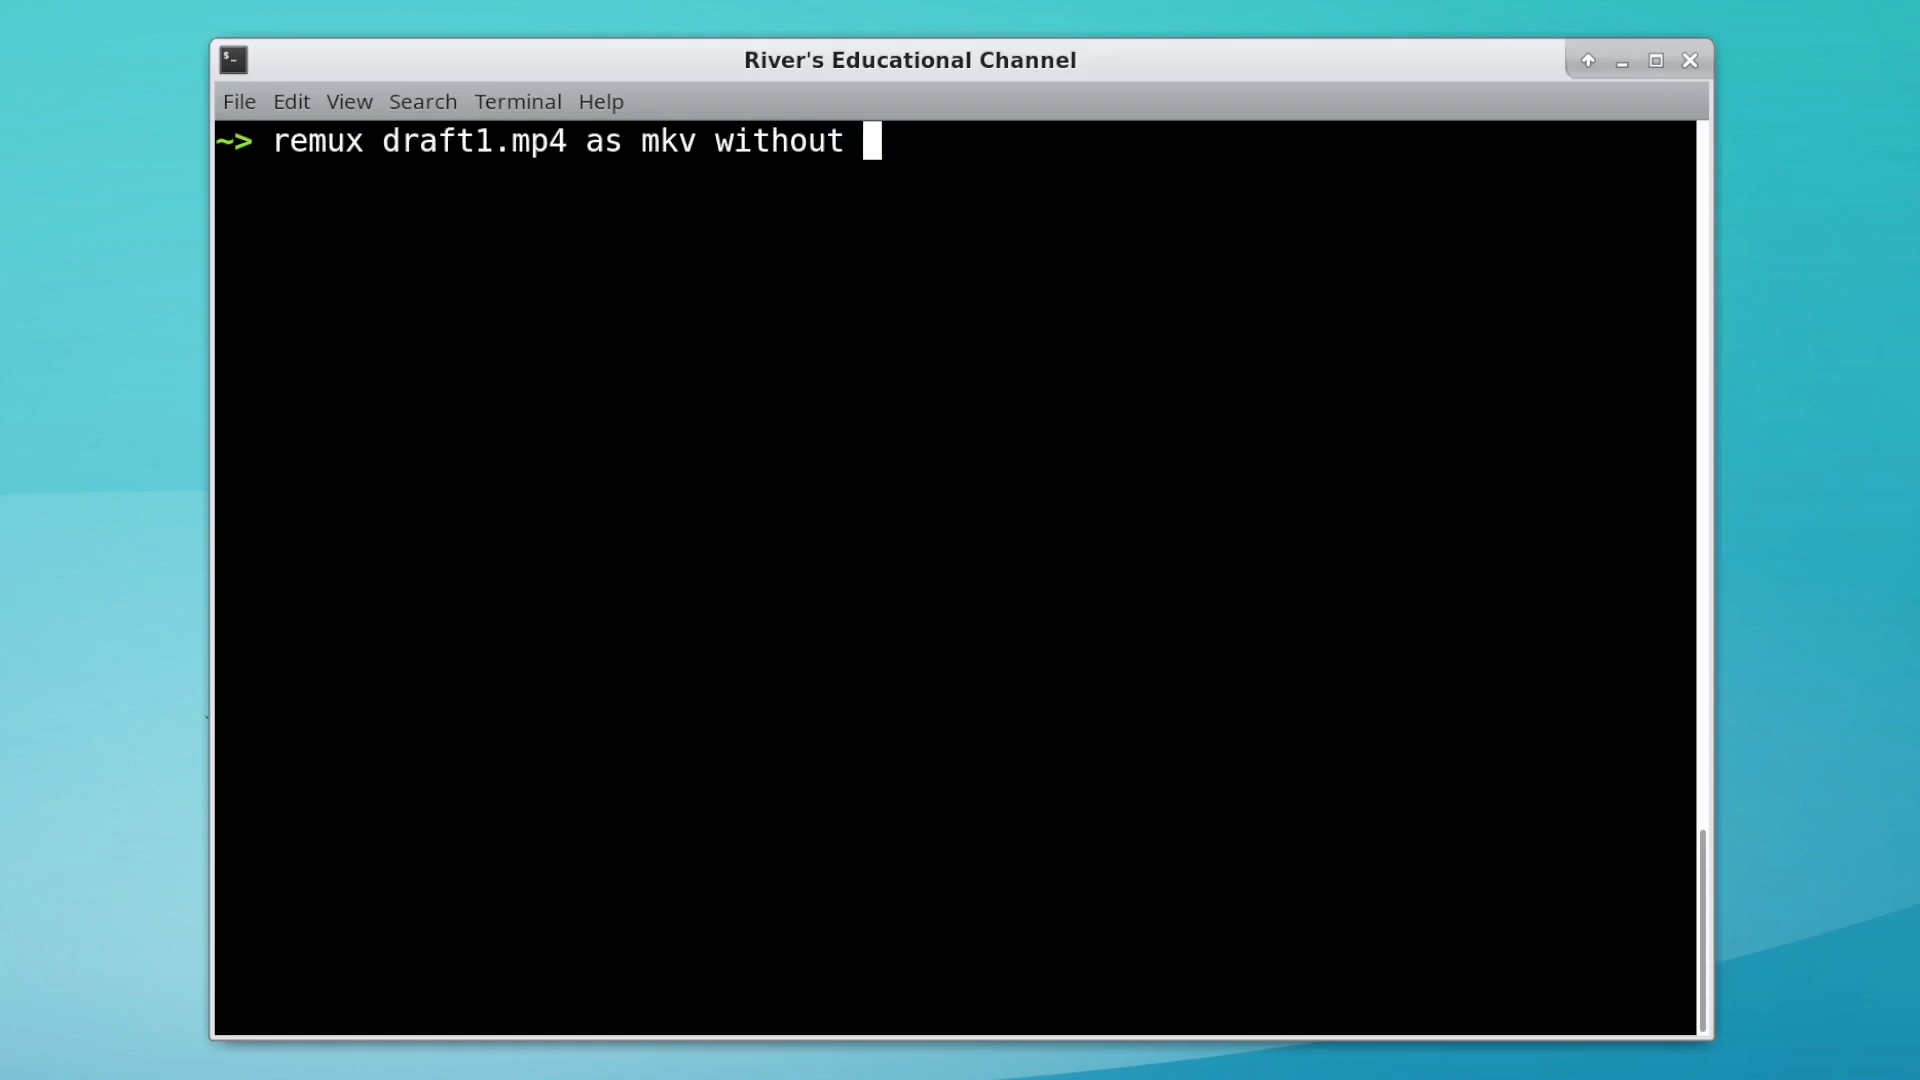 River's Educational Channel
File Edit View Search Terminal Help
~> remux draft1.mp4 as mkv without